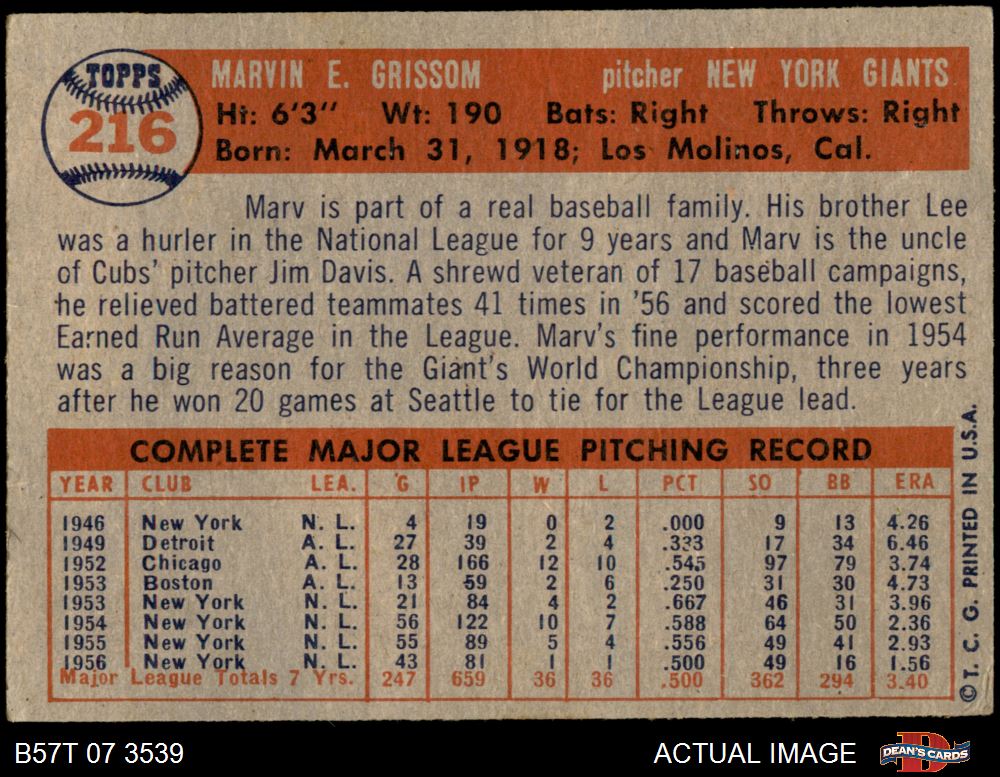 TOPPS
216
MARVIN E. GRISSOM pitcher NEW YORK GIANTS
Ht: 6'3" Wt: 190 Bats: Right Throws: Right
Born: March 31, 1918; Los Molinos, Cal.
Marv is part of a real baseball family. His brother Lee
was a hurler in the National League for 9 years and Marv is the uncle
of Cubs' pitcher Jim Davis. A shrewd veteran of 17 baseball campaigns,
he relieved battered teammates 41 times in '56 and scored the lowest
Earned Run Average in the League. Marv's fine performance in 1954
was a big reason for the Giant's World Championship, three years
after he won 20 games at Seattle to tie for the League lead.
COMPLETE MAJOR LEAGUE PITCHING RECORD
YEAR CLUB LEA. G IP W L PCT SO BB ERA
1946 New York N. L. 4 19 0 2 .000 9 13 4.26
1949 Detroit A. L. 27 39 2 4 .333 17 34 6.46
1952 Chicago A. L. 28 166 12 10 .545 97 79 3.74
1953 Boston A. L. 13 59 2 6 .250 31 30 4.73
1953 New York N. L. 21 84 4 2 .667 46 31 3.96
1954 New York N. L. 56 122 10 7 .588 64 50 2.36
1955 New York N. L. 55 89 5 4 .556 49 41 2.93
1956 New York N. L. 43 81 1 1 .500 49 16 1.56
Major League Totals 7 Yrs. 247 659 36 36 .500 362 294 3.40
©T. C. G. PRINTED IN U.S.A.
B57T 07 3539 ACTUAL IMAGE DEAN'S CARDS